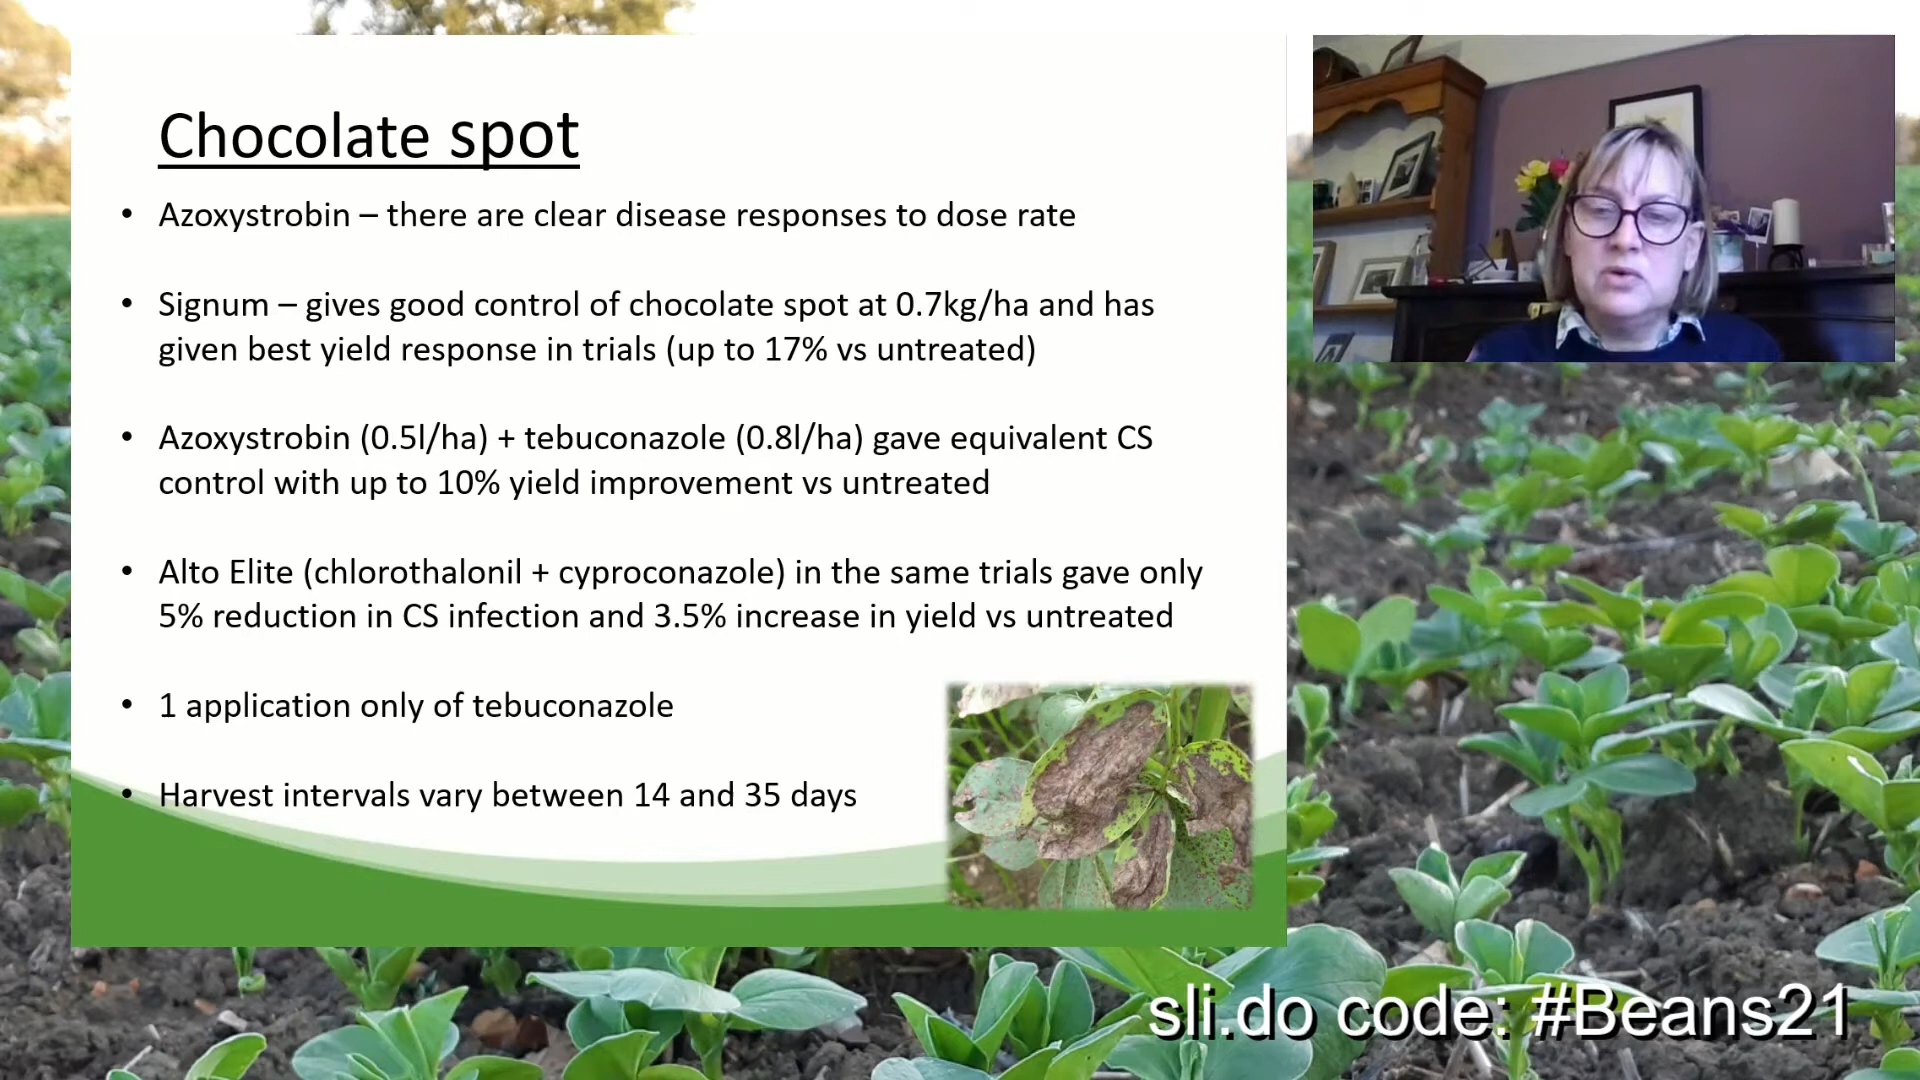 Chocolate spot
• Azoxystrobin – there are clear disease responses to dose rate
• Signum – gives good control of chocolate spot at 0.7kg/ha and has
given best yield response in trials (up to 17% vs untreated)
• Azoxystrobin (0.5l/ha) + tebuconazole (0.8l/ha) gave equivalent CS
control with up to 10% yield improvement vs untreated
• Alto Elite (chlorothalonil + cyproconazole) in the same trials gave only
5% reduction in CS infection and 3.5% increase in yield vs untreated
• 1 application only of tebuconazole
• Harvest intervals vary between 14 and 35 days
sli.do code: #Beans21